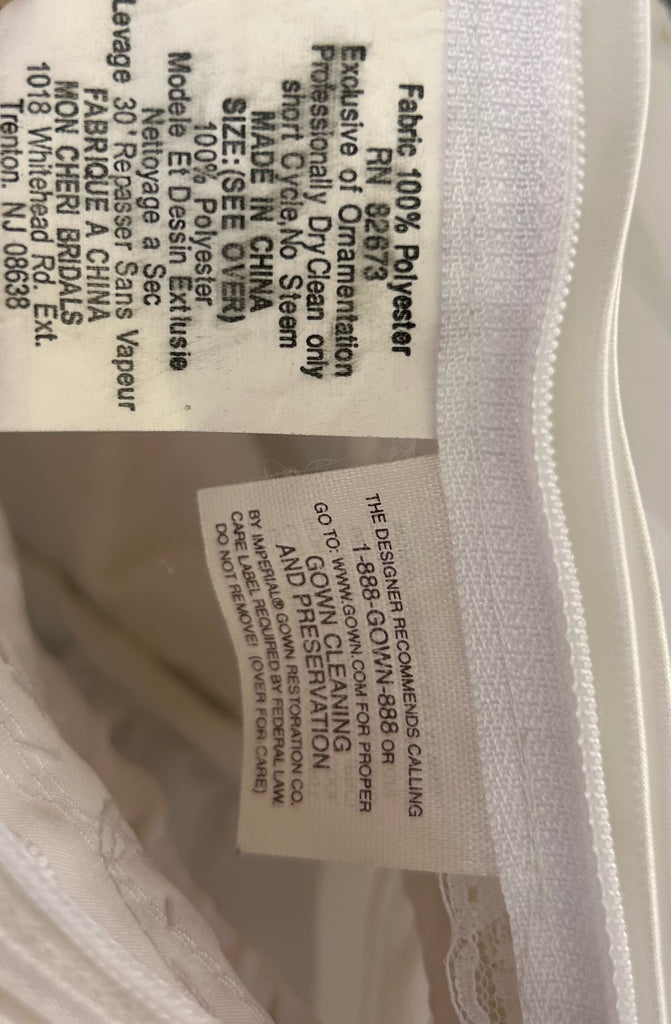 Fabric 100% Polyester
RN 82673
Exclusive of Ornamentation
Professionally DryClean only
short Cycle,No Steem
MADE IN CHINA
SIZE:(SEE OVER)
100% Polyester
Modele Et Dessin Extlusie
Nettoyage a Sec
Levage 30' Repasser Sans Vapeur
FABRIQUE A CHINA
MON CHERI BRIDALS
1018 Whitehead Rd. Ext.
Trenton. NJ 08638
THE DESIGNER RECOMMENDS CALLING
1-888-GOWN-888 OR
GO TO: WWW.GOWN.COM FOR PROPER
GOWN CLEANING
AND PRESERVATION
BY IMPERIAL® GOWN RESTORATION CO.
CARE LABEL REQUIRED BY FEDERAL LAW.
DO NOT REMOVE! (OVER FOR CARE)